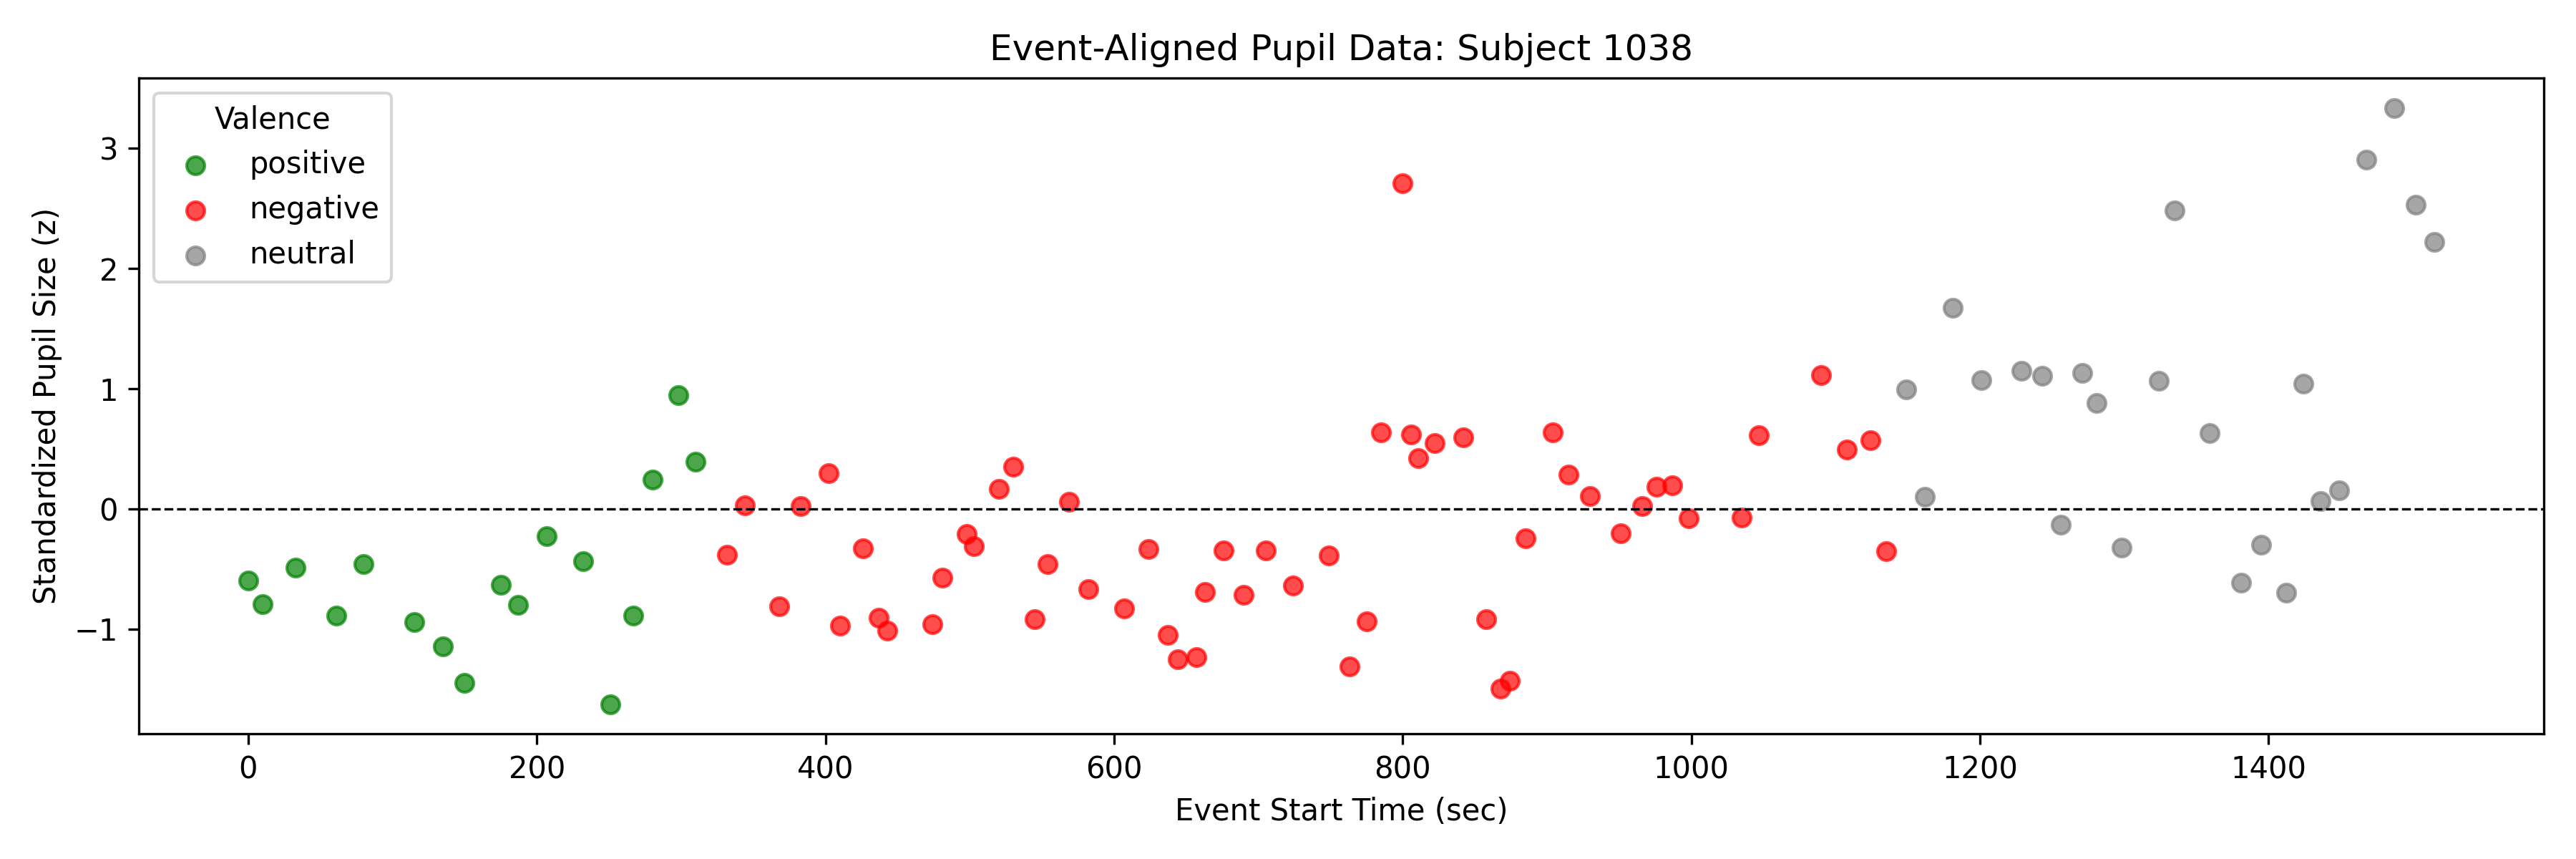 Event-Aligned Pupil Data: Subject 1038
Valence
positive
negative
neutral
Standardized Pupil Size (z)
3
2
1
0
−1
0 200 400 600 800 1000 1200 1400
Event Start Time (sec)